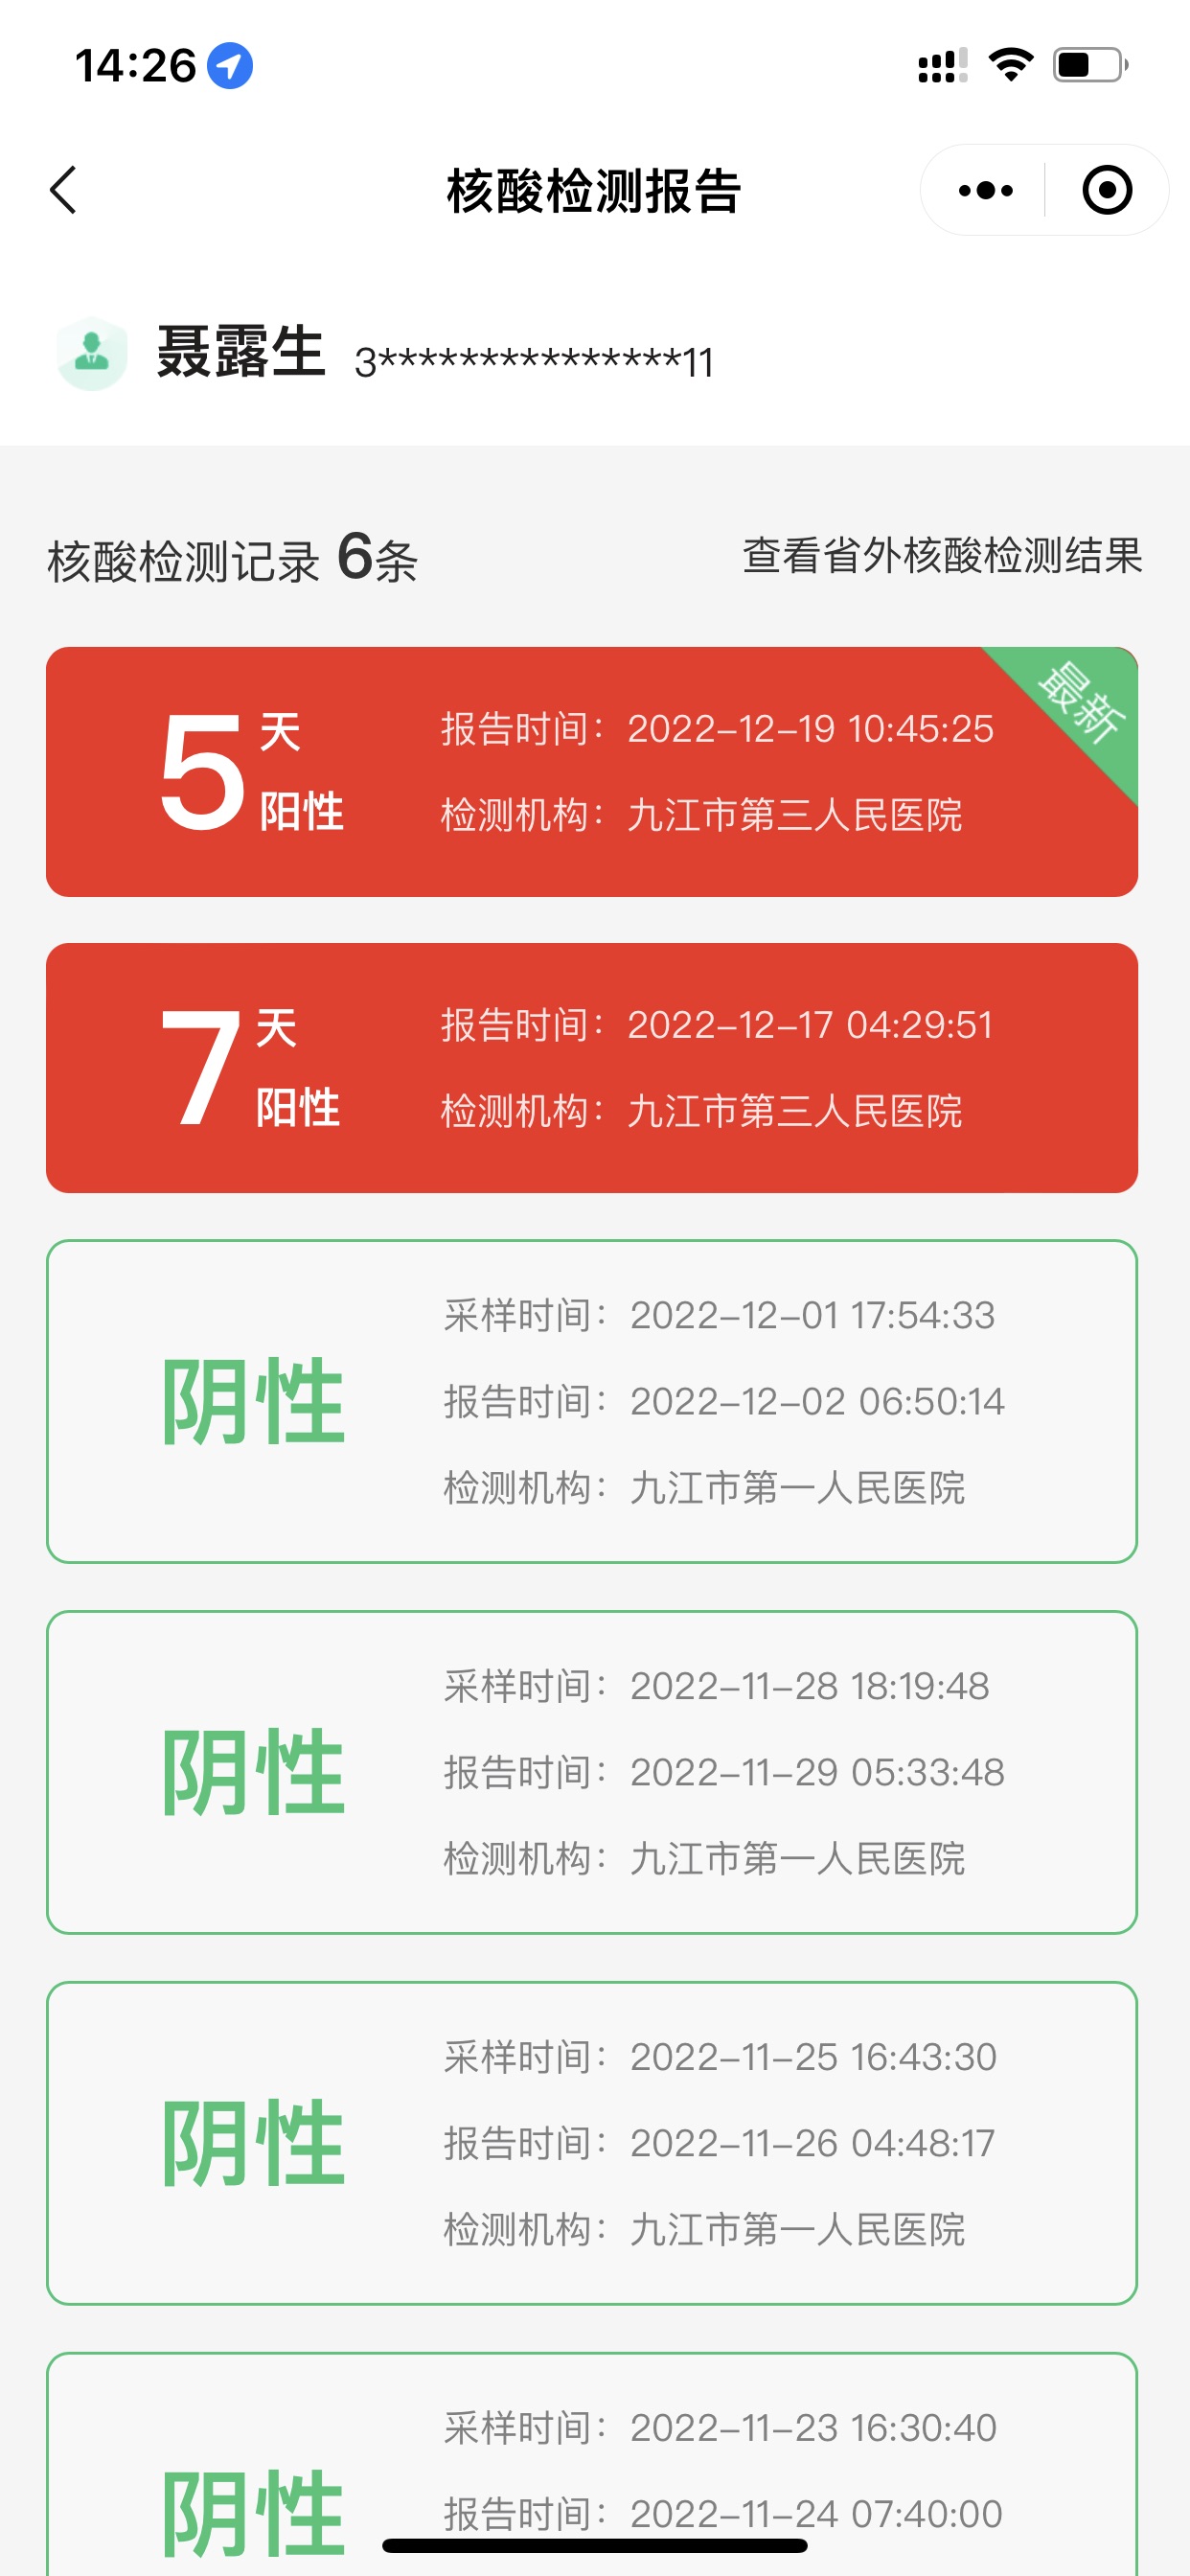 14:26
核酸检测报告
聂露生 3***************11
核酸检测记录 6条
查看省外核酸检测结果
最新
5天
阳性
报告时间：2022-12-19 10:45:25
检测机构：九江市第三人民医院
7天
阳性
报告时间：2022-12-17 04:29:51
检测机构：九江市第三人民医院
阴性
采样时间：2022-12-01 17:54:33
报告时间：2022-12-02 06:50:14
检测机构：九江市第一人民医院
阴性
采样时间：2022-11-28 18:19:48
报告时间：2022-11-29 05:33:48
检测机构：九江市第一人民医院
阴性
采样时间：2022-11-25 16:43:30
报告时间：2022-11-26 04:48:17
检测机构：九江市第一人民医院
阴性
采样时间：2022-11-23 16:30:40
报告时间：2022-11-24 07:40:00